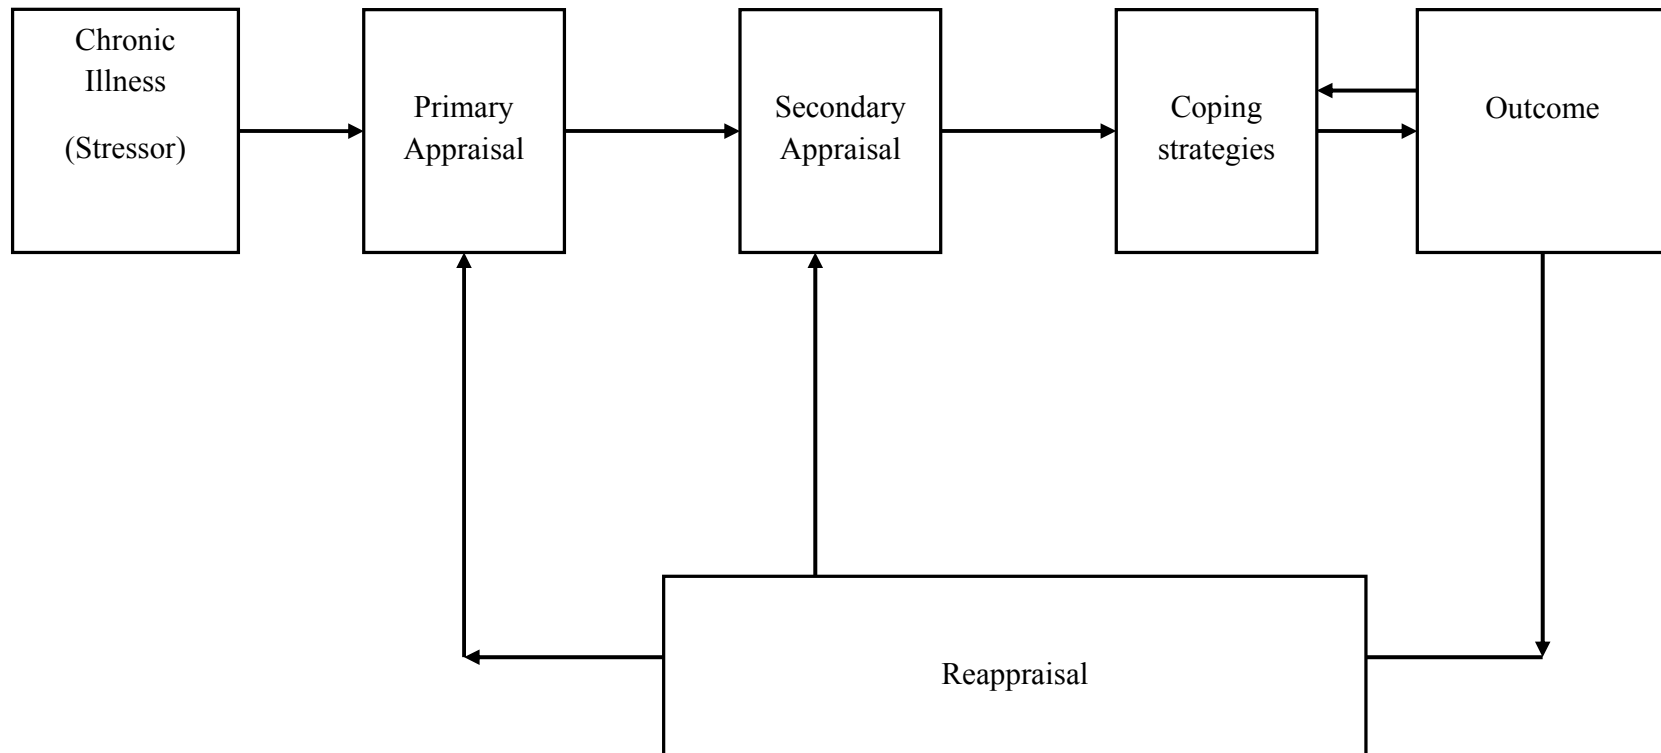 Chronic
Illness
(Stressor)
Primary
Appraisal
Secondary
Appraisal
Coping
strategies
Outcome
Reappraisal